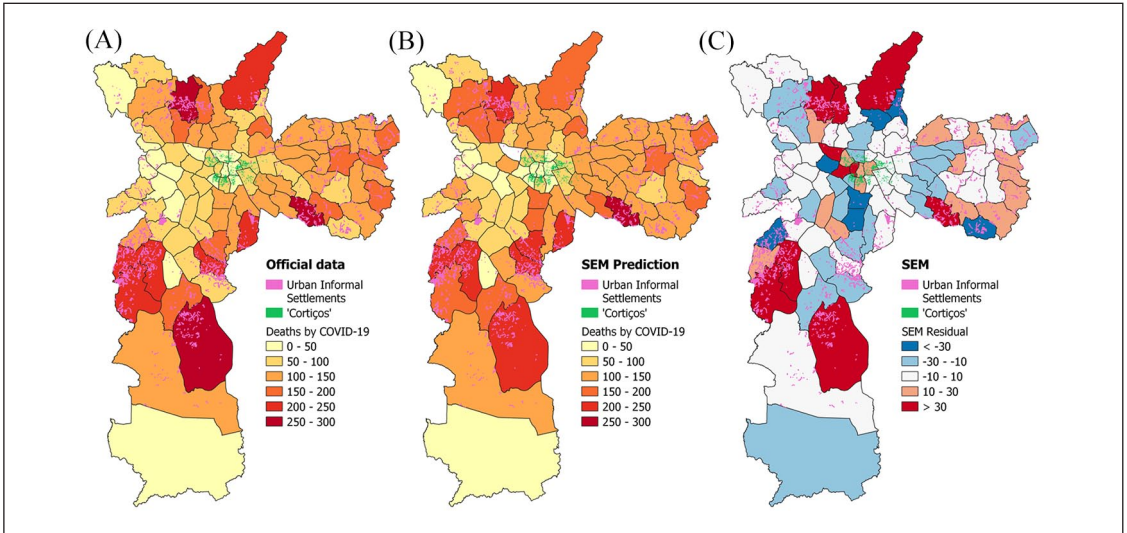 (A)
Official data
Urban Informal
Settlements
'Cortiços'
Deaths by COVID-19
0 - 50
50 - 100
100 - 150
150 - 200
200 - 250
250 - 300
(B)
SEM Prediction
Urban Informal
Settlements
'Cortiços'
Deaths by COVID-19
0 - 50
50 - 100
100 - 150
150 - 200
200 - 250
250 - 300
(C)
SEM
Urban Informal
Settlements
'Cortiços'
SEM Residual
< -30
-30 - -10
-10 - 10
10 - 30
> 30